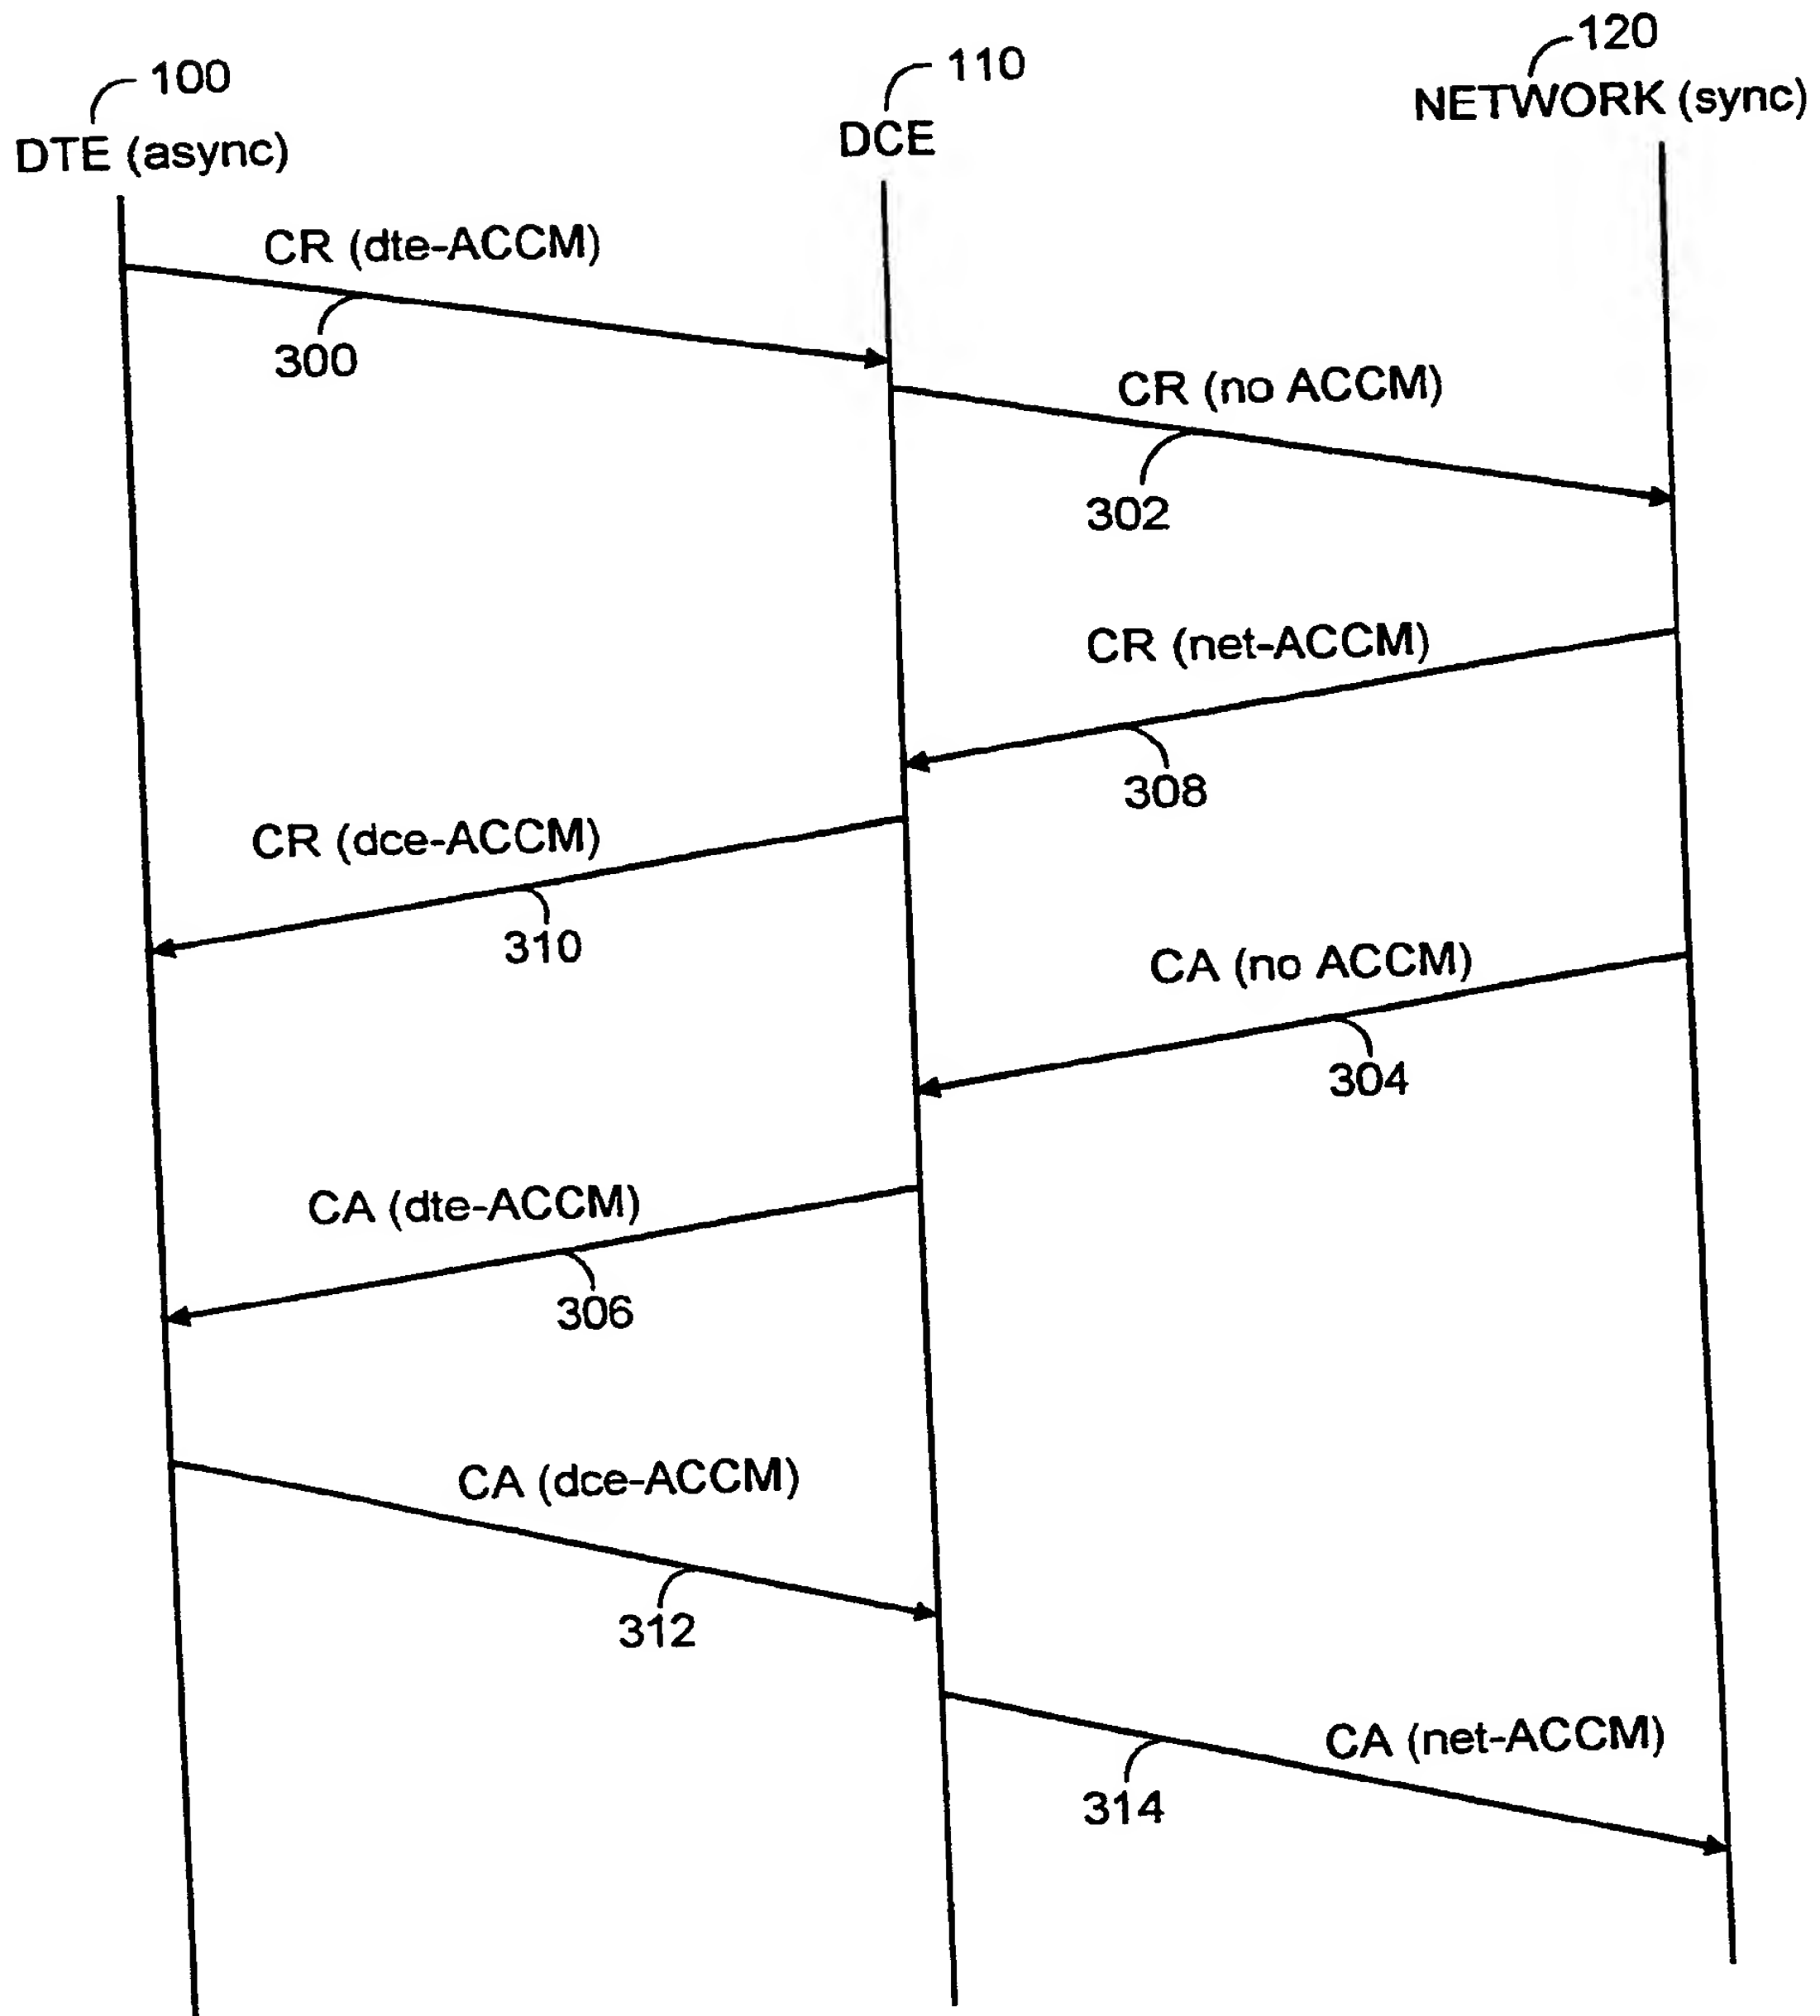 100
110
120
DTE (async)
DCE
NETWORK (sync)
CR (dte-ACCM)
300
CR (no ACCM)
302
CR (net-ACCM)
308
CR (dce-ACCM)
310
CA (no ACCM)
304
CA (dte-ACCM)
306
CA (dce-ACCM)
312
CA (net-ACCM)
314